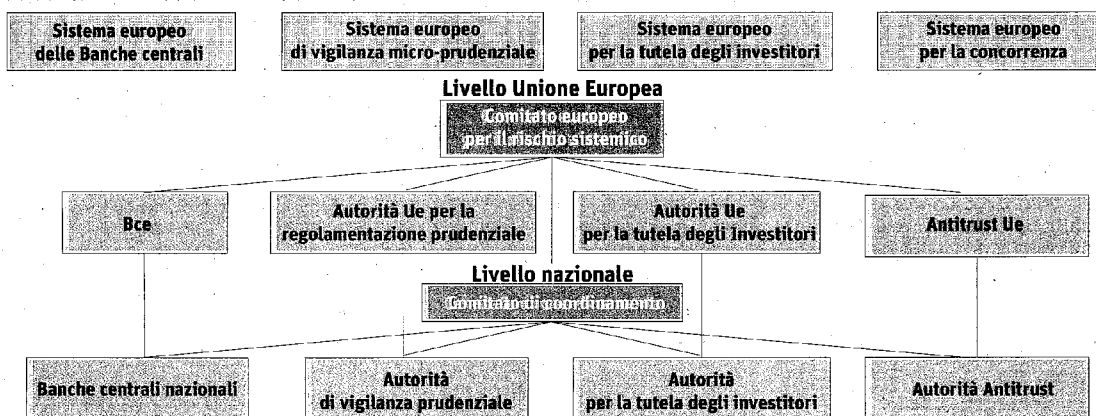 Sistema europeo
delle Banche centrali
Sistema europeo
di vigilanza micro-prudenziale
Sistema europeo
per la tutela degli investitori
Sistema europeo
per la concorrenza
Livello Unione Europea
Comitato europeo
per il rischio sistemico
Bce
Autorità Ue per la
regolamentazione prudenziale
Autorità Ue
per la tutela degli Investitori
Antitrust Ue
Livello nazionale
Comitato di coordinamento
Banche centrali nazionali
Autorità
di vigilanza prudenziale
Autorità
per la tutela degli investitori
Autorità Antitrust